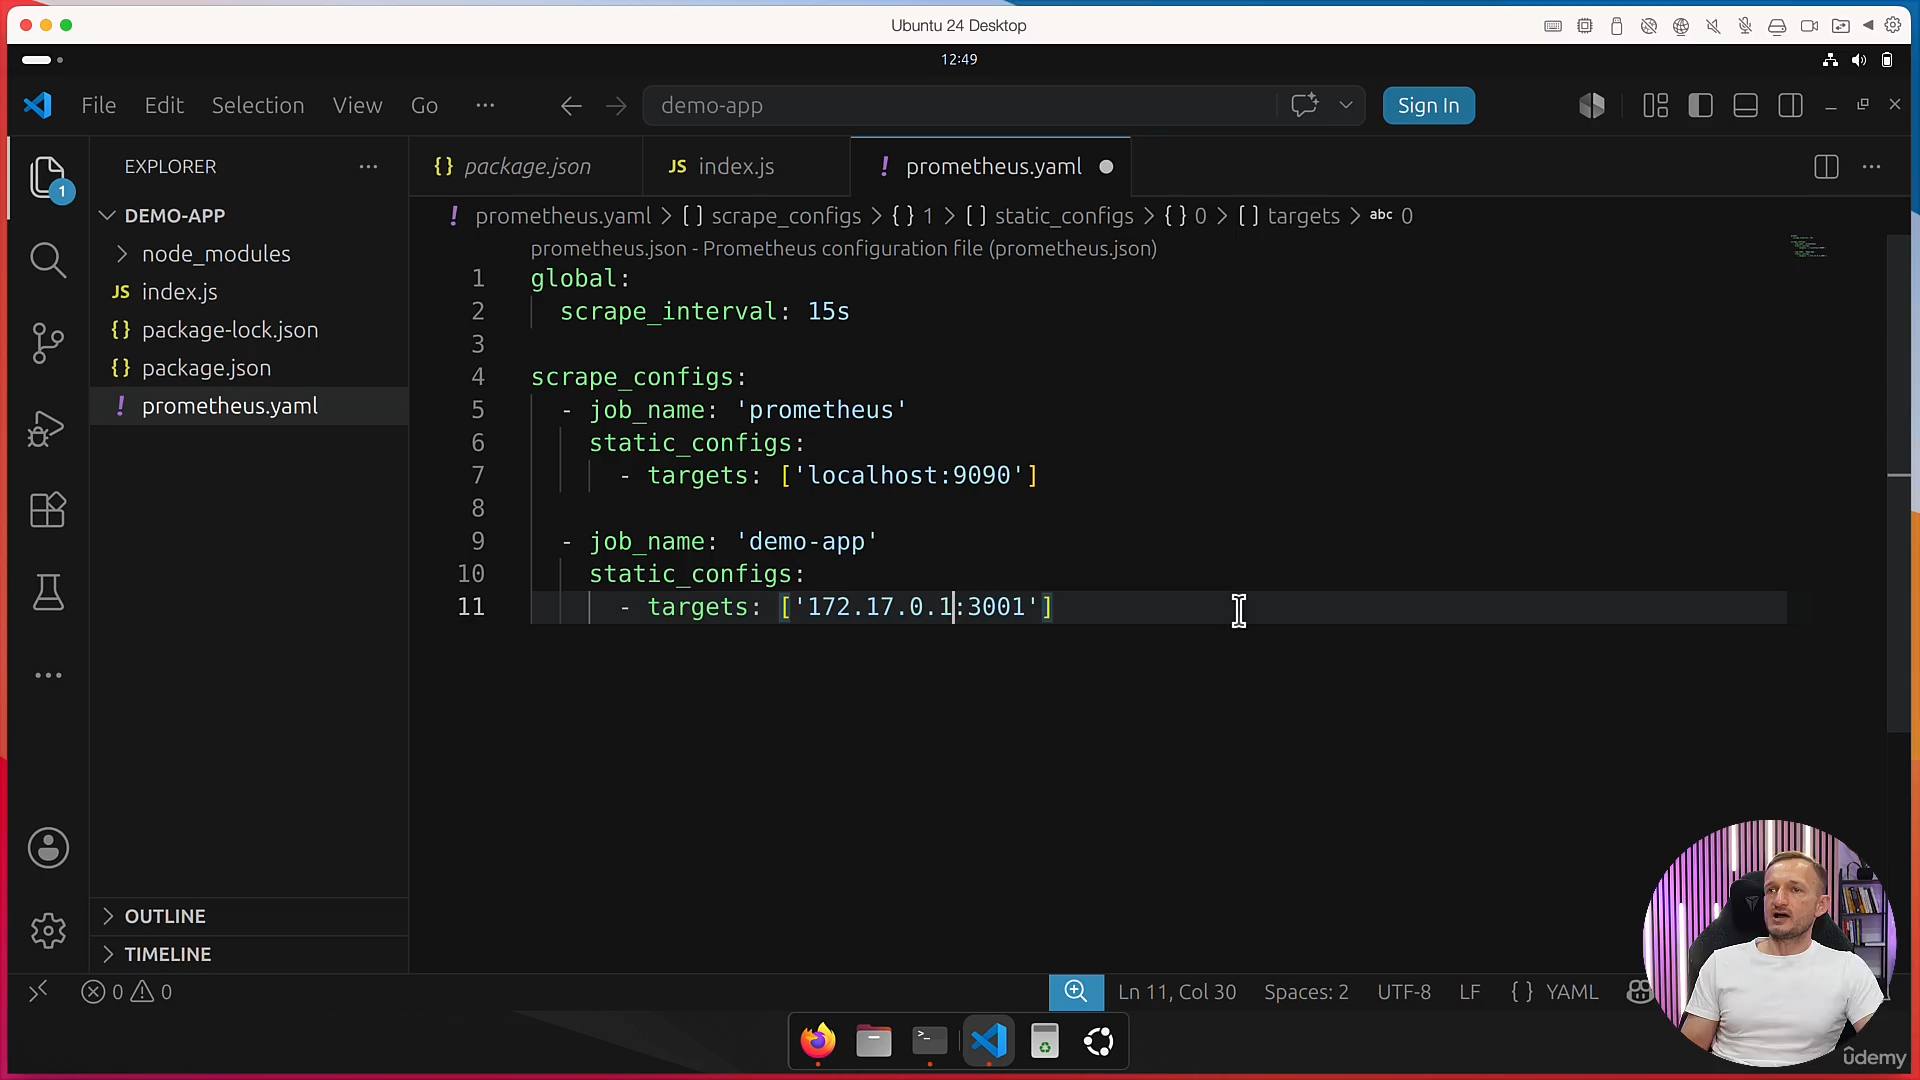 Ubuntu 24 Desktop
12:49
File Edit Selection View Go ··· demo-app Sign In
EXPLORER ···
1
DEMO-APP
node_modules
JS index.js
{} package-lock.json
{} package.json
! prometheus.yaml
OUTLINE
TIMELINE
{} package.json JS index.js ! prometheus.yaml
! prometheus.yaml > [ ] scrape_configs > { } 1 > [ ] static_configs > { } 0 > [ ] targets > abc 0
prometheus.json - Prometheus configuration file (prometheus.json)
1 global:
2 scrape_interval: 15s
3
4 scrape_configs:
5 - job_name: 'prometheus'
6 static_configs:
7 - targets: ['localhost:9090']
8
9 - job_name: 'demo-app'
10 static_configs:
11 - targets: ['172.17.0.1:3001']
0 0 Ln 11, Col 30 Spaces: 2 UTF-8 LF { } YAML
udemy